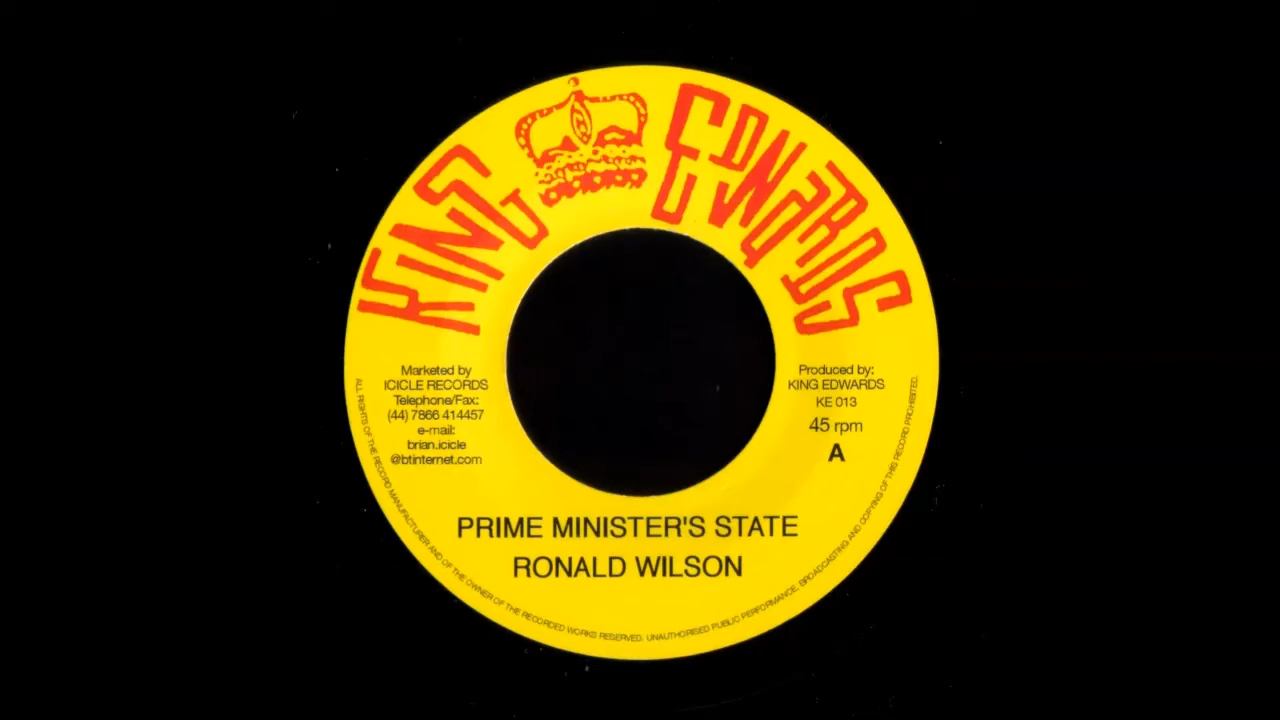 KING EDWARDS
Marketed by
ICICLE RECORDS
Telephone/Fax:
(44) 7866 414457
e-mail:
brian.icicle
@btinternet.com
Produced by:
KING EDWARDS
KE 013
45 rpm
A
PRIME MINISTER'S STATE
RONALD WILSON
ALL RIGHTS OF THE RECORD MANUFACTURER AND OF THE OWNER OF THE RECORDED WORKS RESERVED. UNAUTHORISED PUBLIC PERFORMANCE, BROADCASTING AND COPYING OF THIS RECORD PROHIBITED.